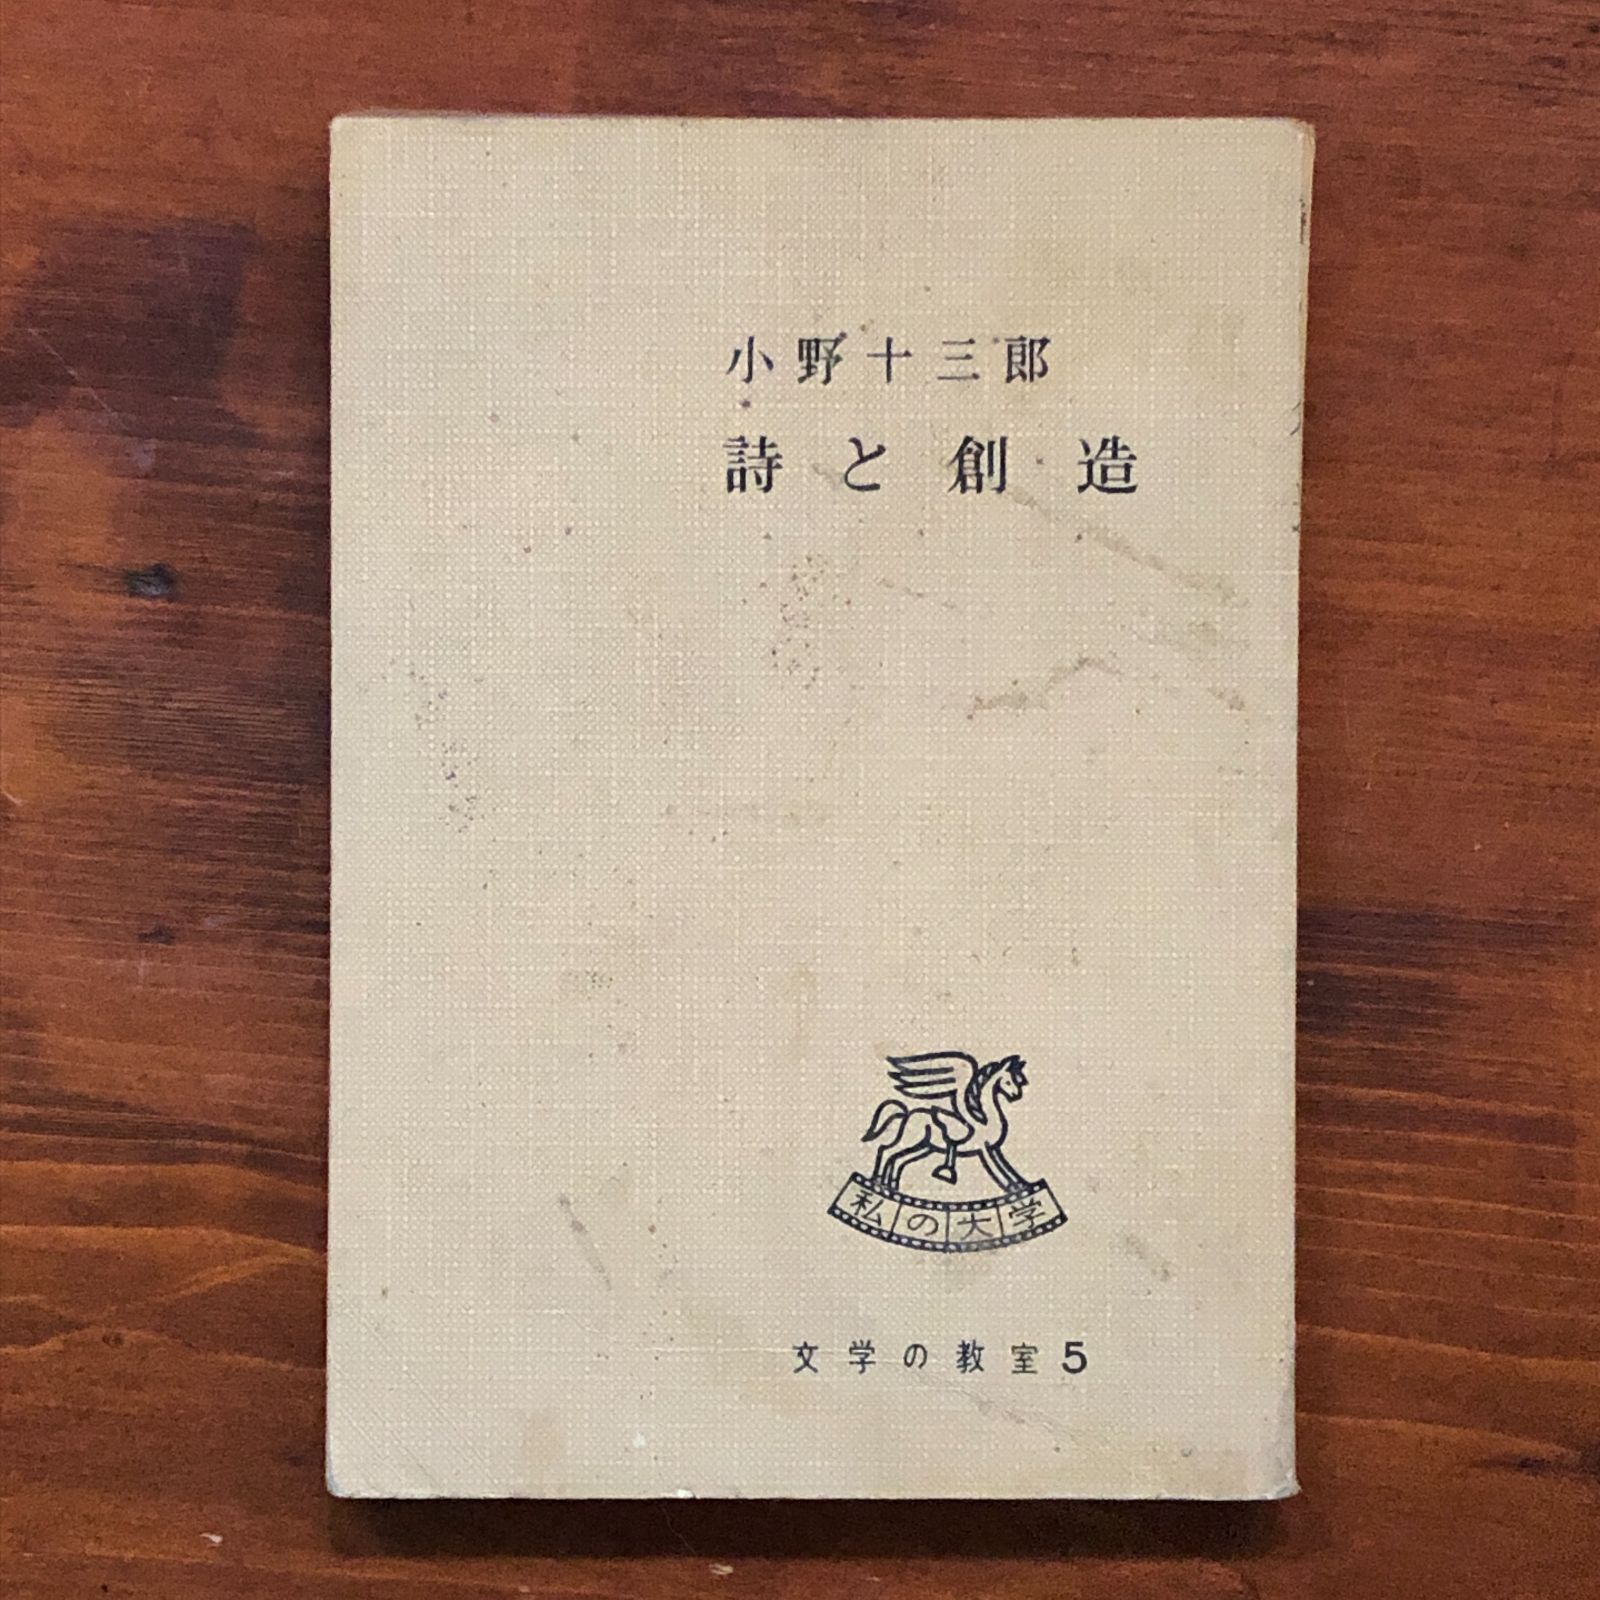 小野十三郎
詩と創造
私の大学
文学の教室5